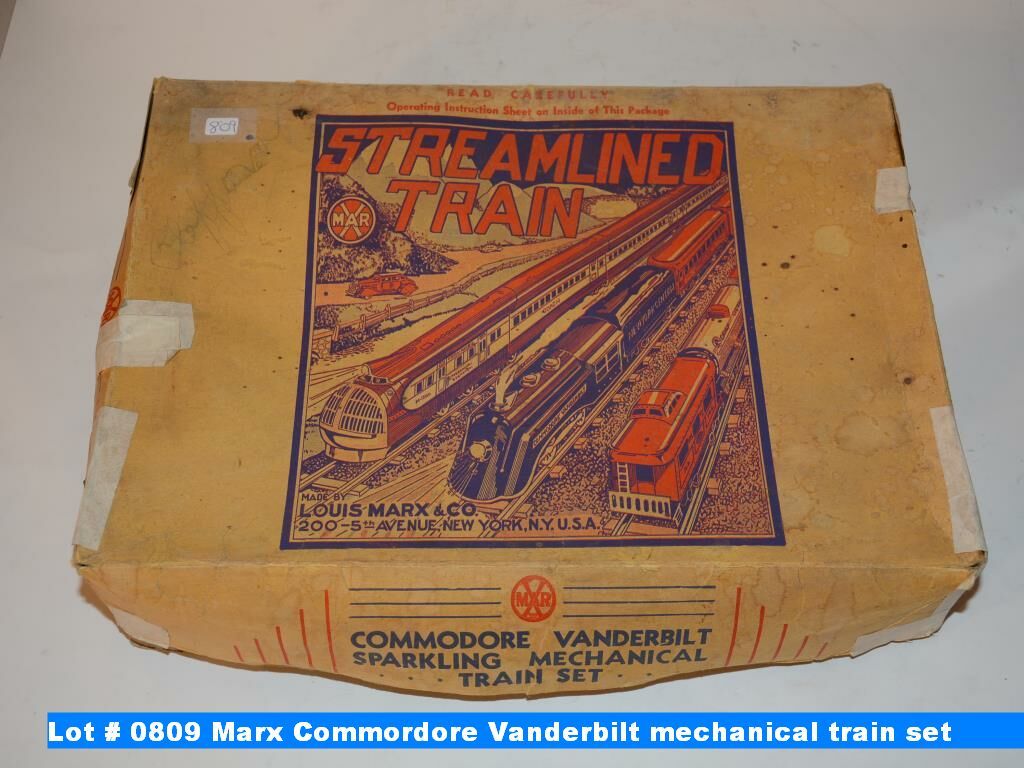 READ CAREFULLY
Operating Instruction Sheet on Inside of This Package
809
STREAMLINED
TRAIN
MAR
MADE BY
LOUIS MARX & CO.
200-5th AVENUE, NEW YORK, N.Y. U.S.A.
MAR
COMMODORE VANDERBILT
SPARKLING MECHANICAL
TRAIN SET
Lot # 0809 Marx Commordore Vanderbilt mechanical train set